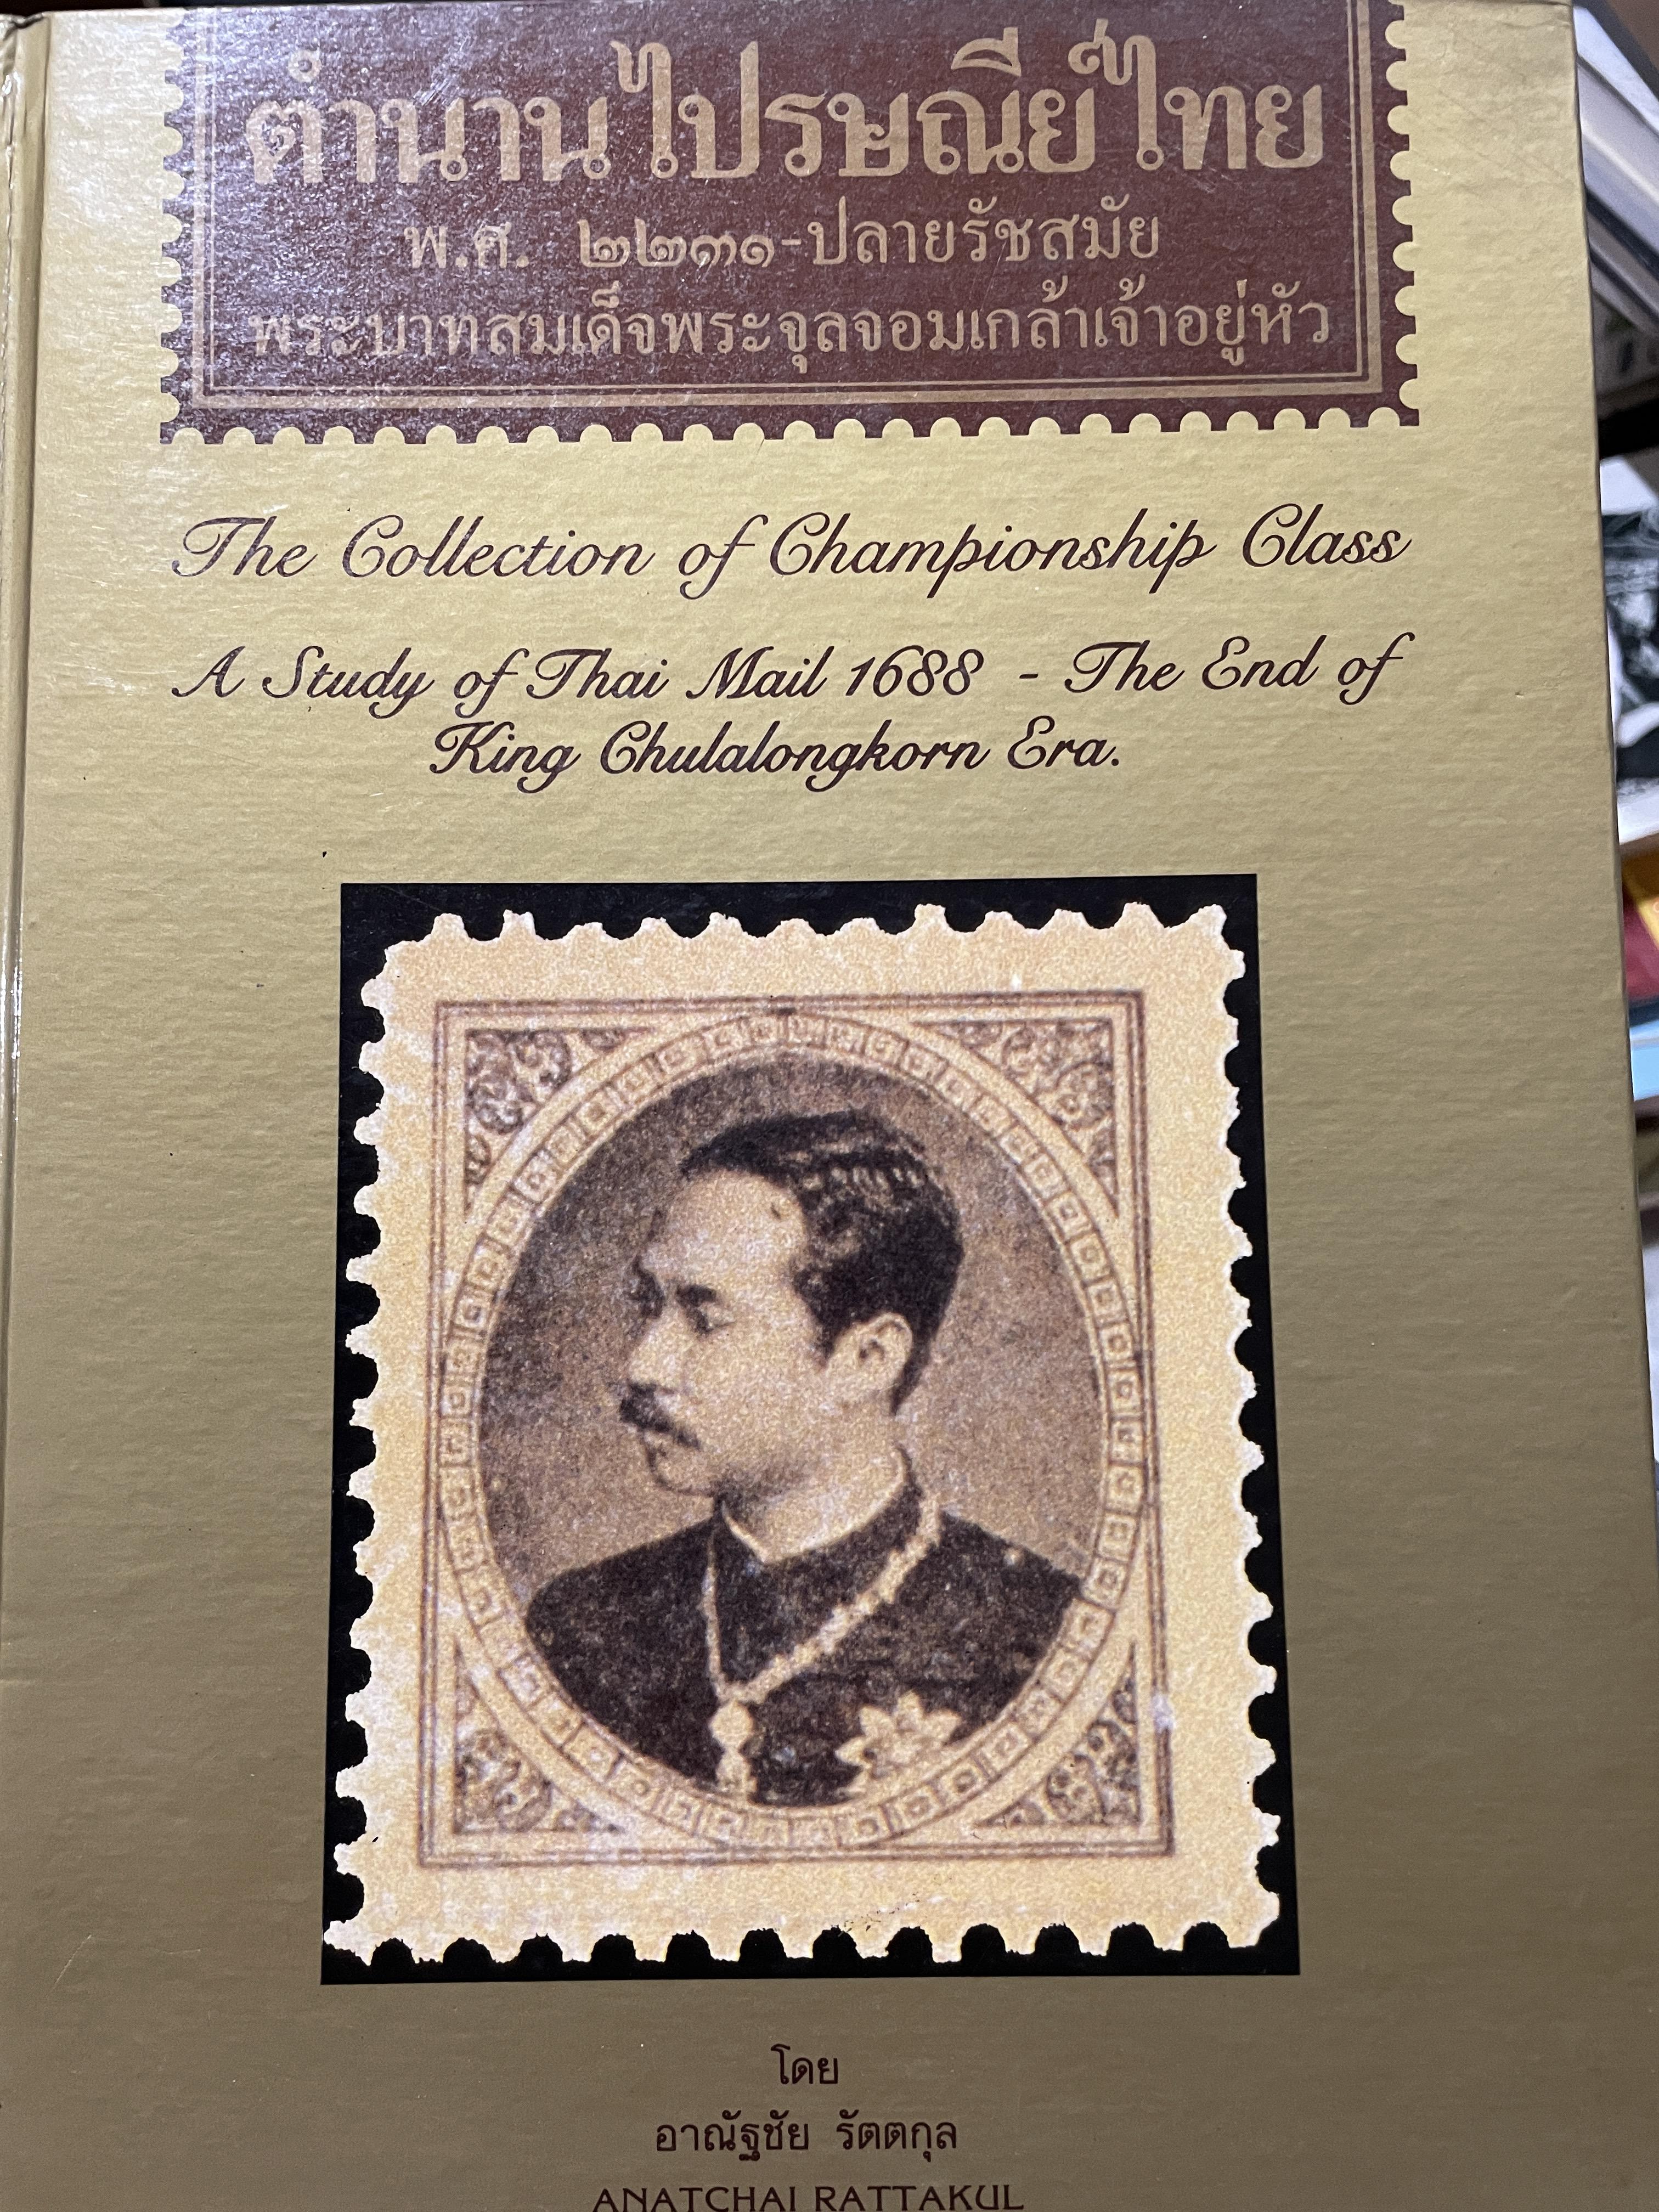 ตำนานไปรษณีย์ไทย
พ.ศ. ๒๒๓๑-ปลายรัชสมัย
พระบาทสมเด็จพระจุลจอมเกล้าเจ้าอยู่หัว
The Collection of Championship Class
A Study of Thai Mail 1688 - The End of
King Chulalongkorn Era.
โดย
อาณัฐชัย รัตตกุล
ANATCHAI RATTAKUL